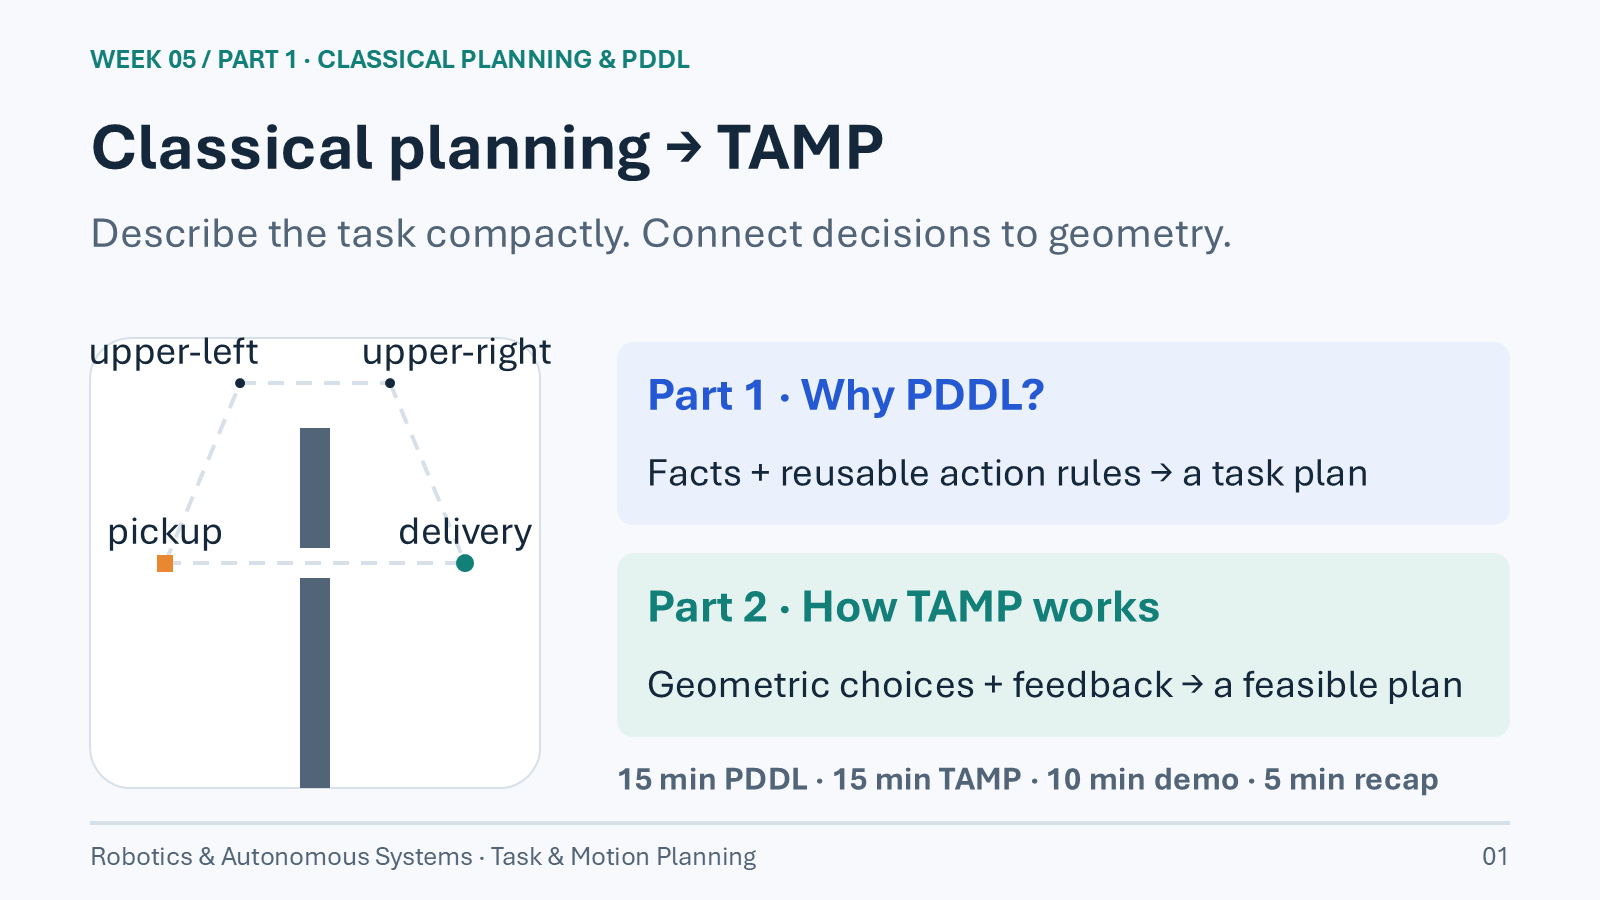 WEEK 05 / PART 1 · CLASSICAL PLANNING & PDDL
Classical planning → TAMP
Describe the task compactly. Connect decisions to geometry.
upper-left
upper-right
pickup
delivery
Part 1 · Why PDDL?
Facts + reusable action rules → a task plan
Part 2 · How TAMP works
Geometric choices + feedback → a feasible plan
15 min PDDL · 15 min TAMP · 10 min demo · 5 min recap
Robotics & Autonomous Systems · Task & Motion Planning
01